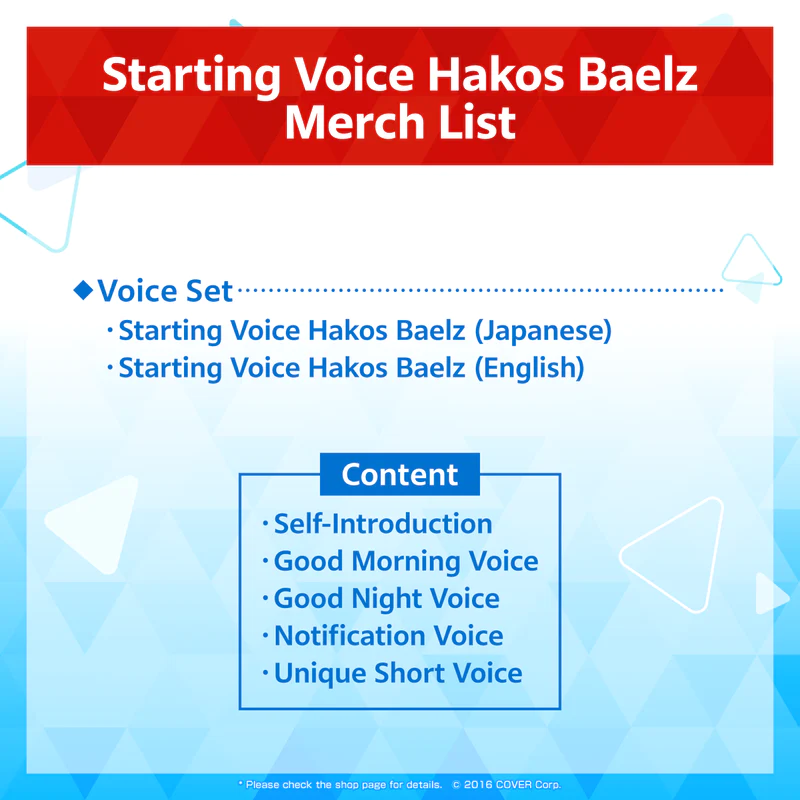 Starting Voice Hakos Baelz
Merch List
◆Voice Set
・Starting Voice Hakos Baelz (Japanese)
・Starting Voice Hakos Baelz (English)
Content
・Self-Introduction
・Good Morning Voice
・Good Night Voice
・Notification Voice
・Unique Short Voice
* Please check the shop page for details. © 2016 COVER Corp.